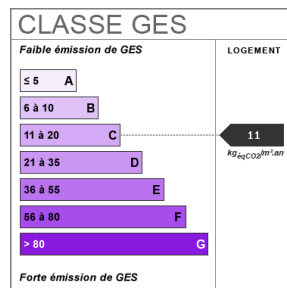 CLASSE GES
Faible émission de GES
LOGEMENT
≤ 5 A
6 à 10 B
11 à 20 C
11
kgéqCO2/m².an
21 à 35 D
36 à 55 E
56 à 80 F
> 80 G
Forte émission de GES